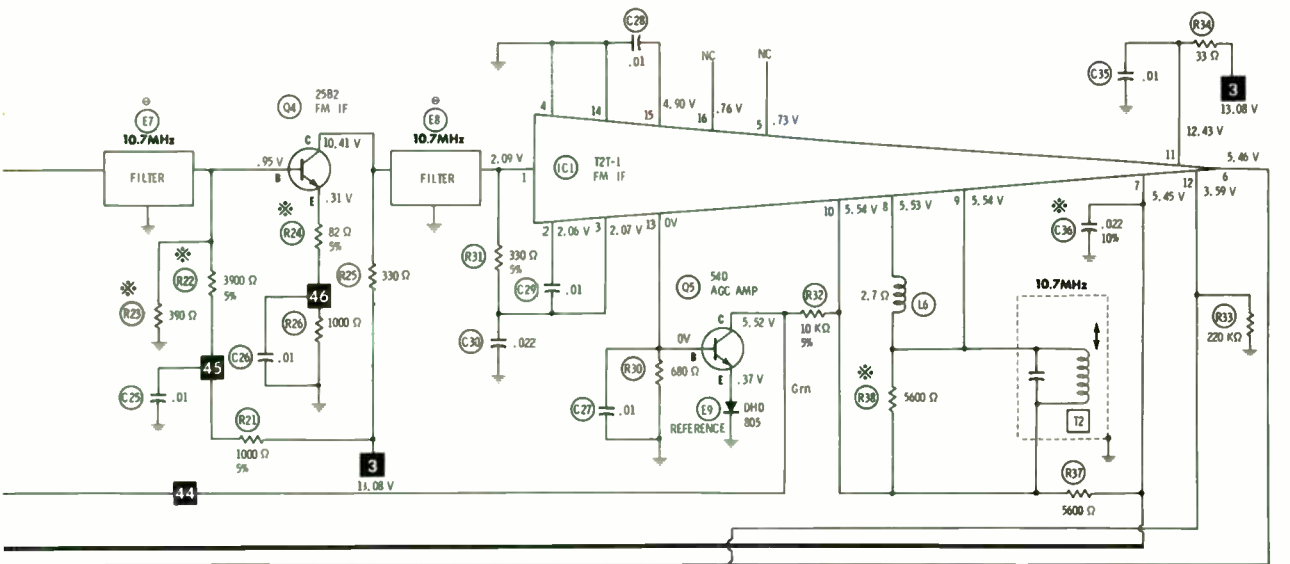 C28
.01
NC
NC
C35
.01
R34
33 Ω
3
13.08 V
E7
10.7MHz
FILTER
Q4
25B2
FM IF
C
10.41 V
.95 V
B
E
.31 V
※
R24
82 Ω
5%
E8
10.7MHz
FILTER
2.09 V
1
4
14
15
4.90 V
16
.76 V
5
.73 V
IC1
T2T-1
FM IF
11
12.43 V
5.46 V
6
7
5.45 V
12
3.59 V
2
2.06 V
3
2.07 V
13
0V
10
5.54 V
8
5.53 V
9
5.54 V
※
C36
.022
10%
※
R22
3900 Ω
5%
※
R23
390 Ω
R25
330 Ω
46
R26
1000 Ω
C26
.01
R31
330 Ω
5%
C29
.01
C30
.022
45
C25
.01
R21
1000 Ω
5%
3
13.08 V
Q5
54D
AGC AMP
C
5.52 V
0V
B
E
.37 V
R32
10 KΩ
5%
R30
680 Ω
C27
.01
E9
REFERENCE
DHD
805
Grn
2.7 Ω
L6
※
R38
5600 Ω
10.7MHz
T2
R33
220 KΩ
R37
5600 Ω
44